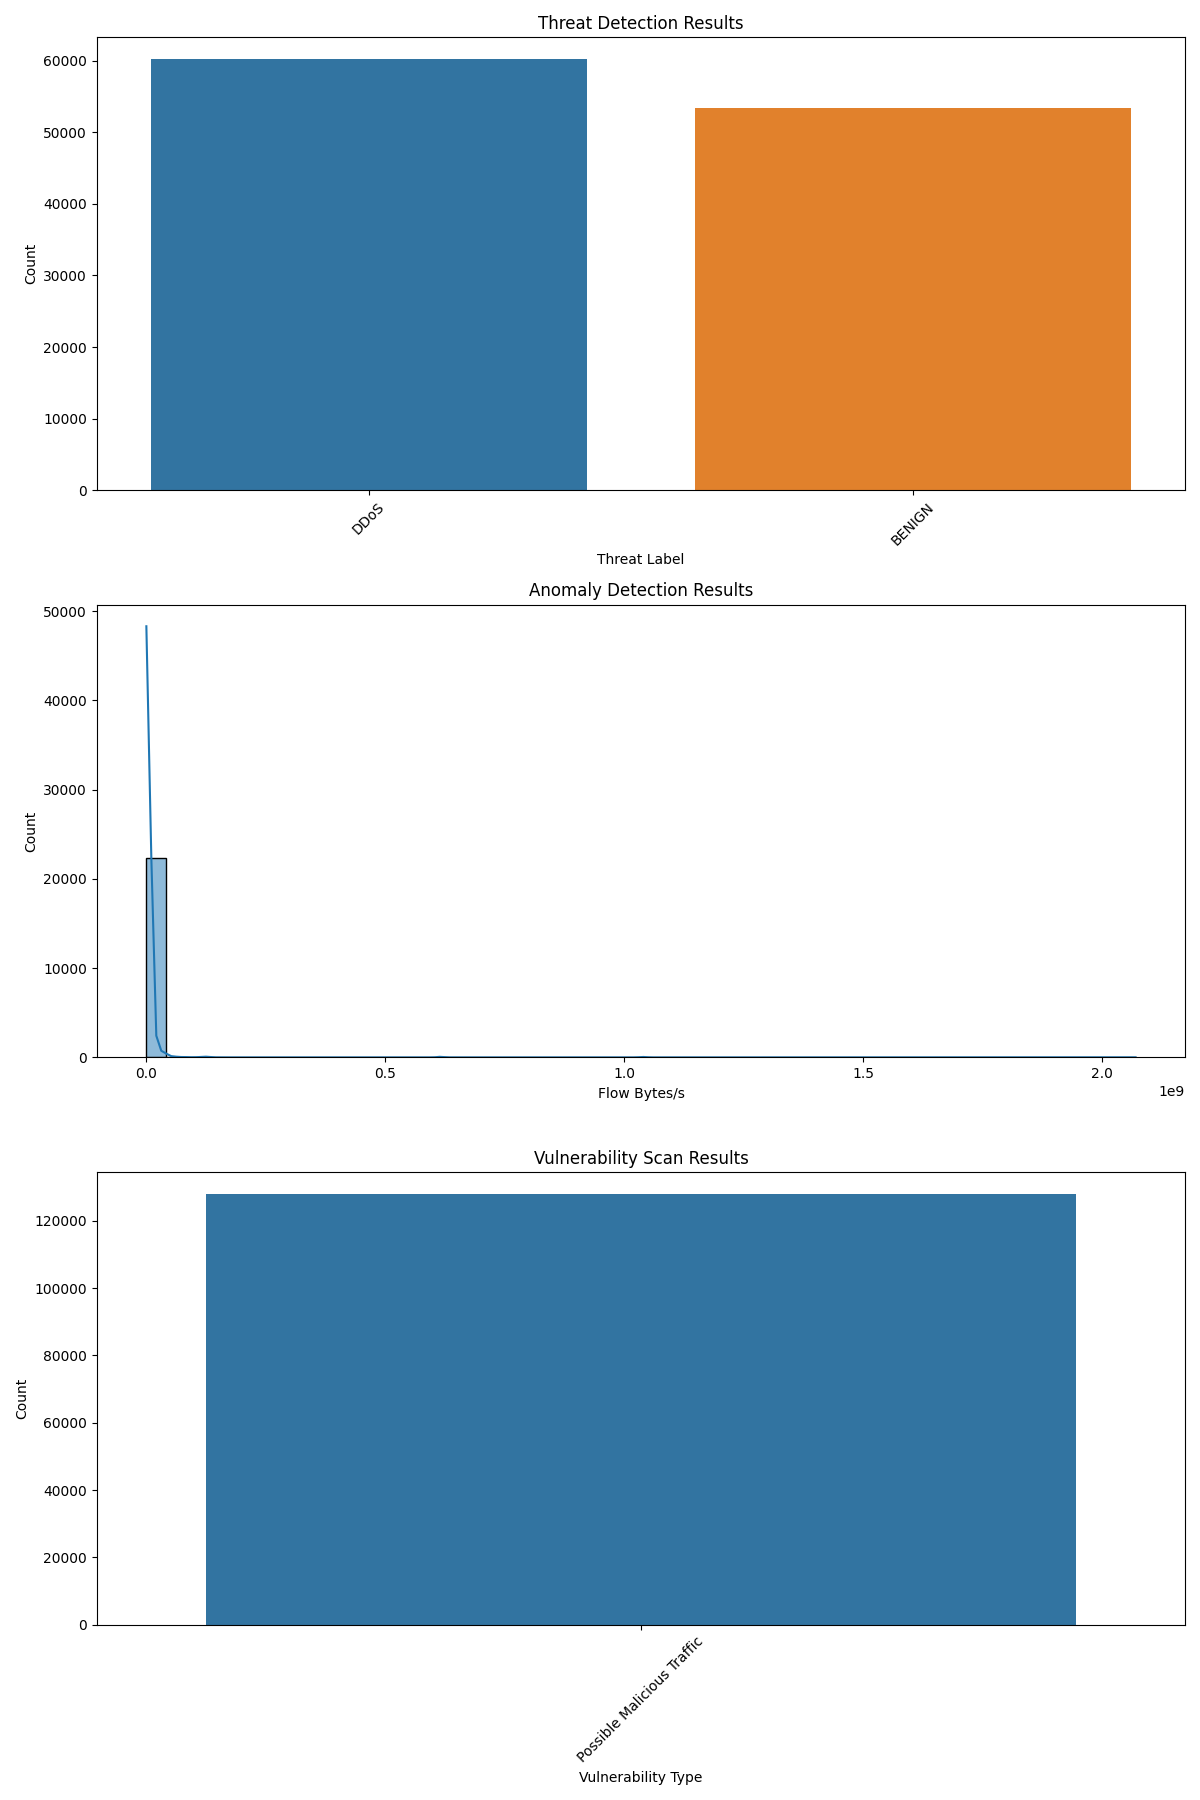 Threat Detection Results
60000
50000
40000
30000
20000
10000
0
Count
DDoS
BENIGN
Threat Label
Anomaly Detection Results
50000
40000
30000
20000
10000
0
Count
0.0
0.5
1.0
1.5
2.0
1e9
Flow Bytes/s
Vulnerability Scan Results
120000
100000
80000
60000
40000
20000
0
Count
Possible Malicious Traffic
Vulnerability Type